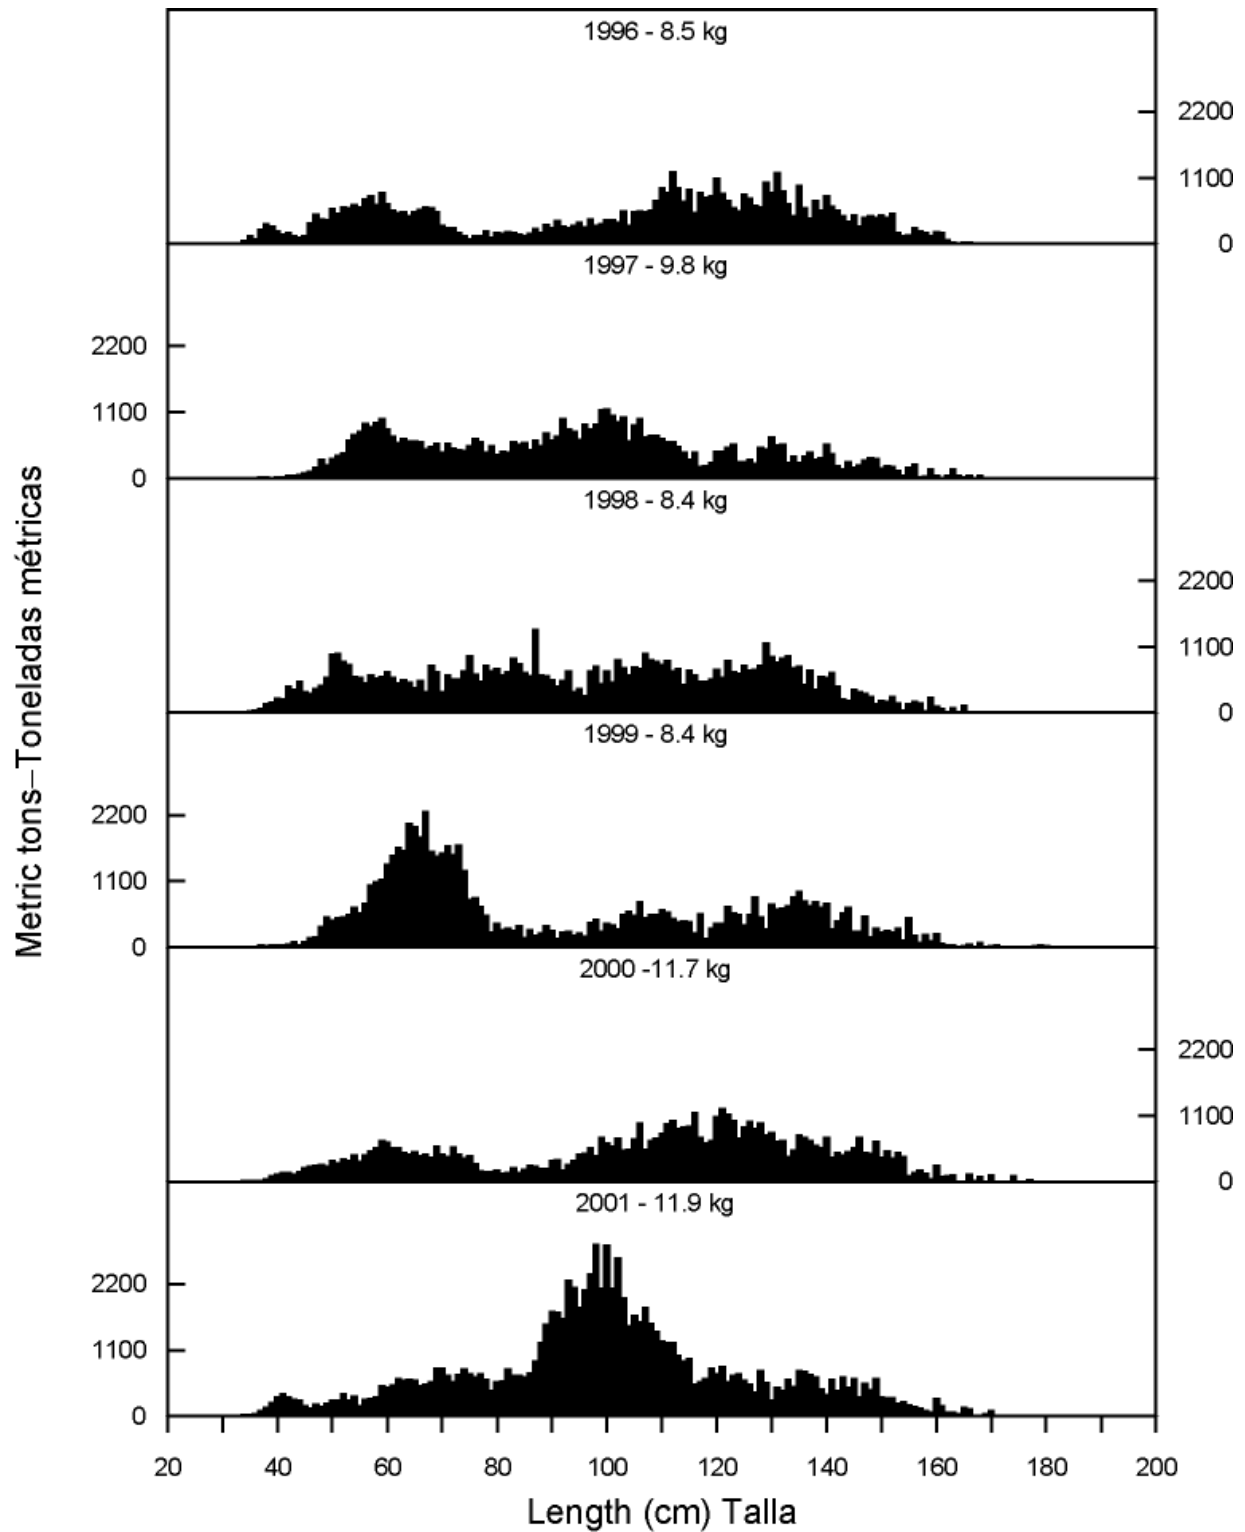 1996 - 8.5 kg
2200
1100
0
1997 - 9.8 kg
2200
1100
0
1998 - 8.4 kg
2200
1100
0
1999 - 8.4 kg
2200
1100
0
2000 -11.7 kg
2200
1100
0
2001 - 11.9 kg
2200
1100
0
Metric tons–Toneladas métricas
20 40 60 80 100 120 140 160 180 200
Length (cm) Talla